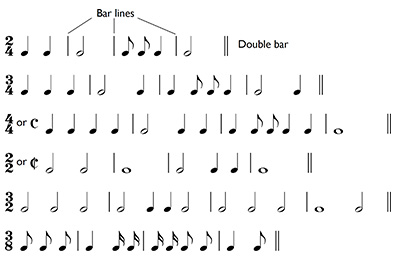 Bar lines
2/4 Double bar
3/4
4/4 or C
2/2 or ¢
3/2
3/8